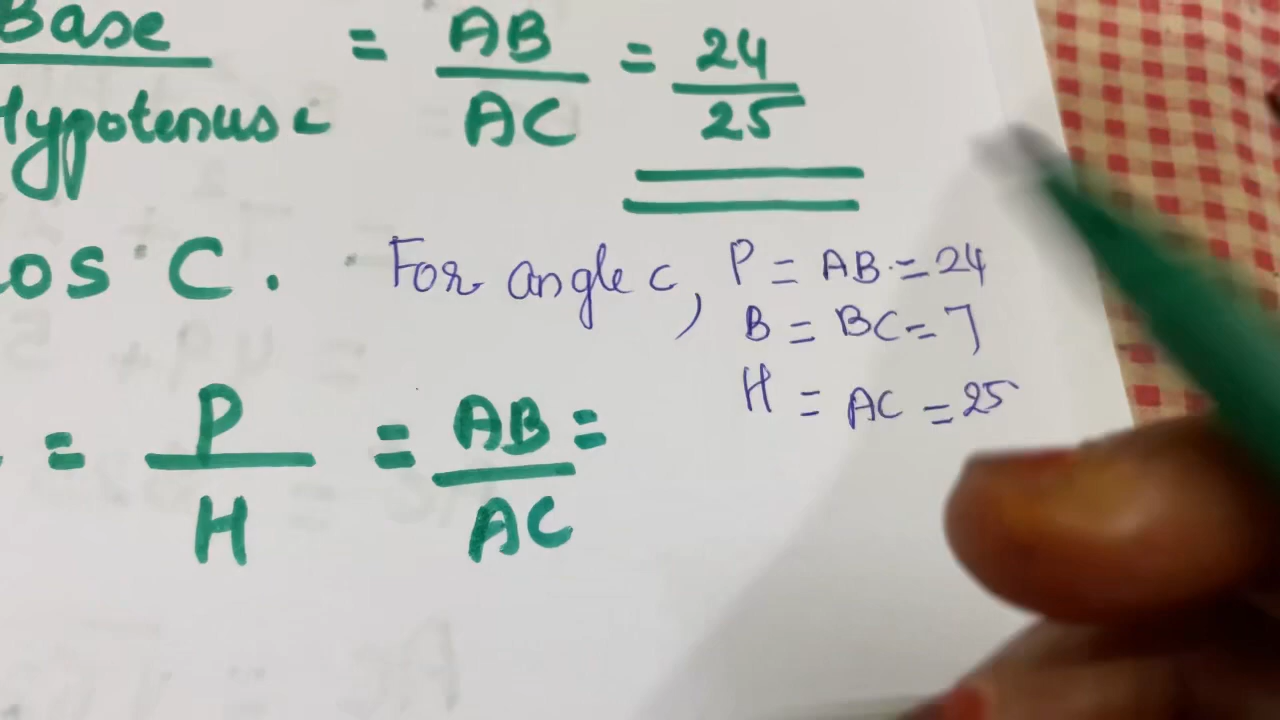 Base = AB = 24
Hypotenuse AC 25
os C. For angle c, P = AB = 24
B = BC = 7
H = AC = 25
= P = AB =
H AC